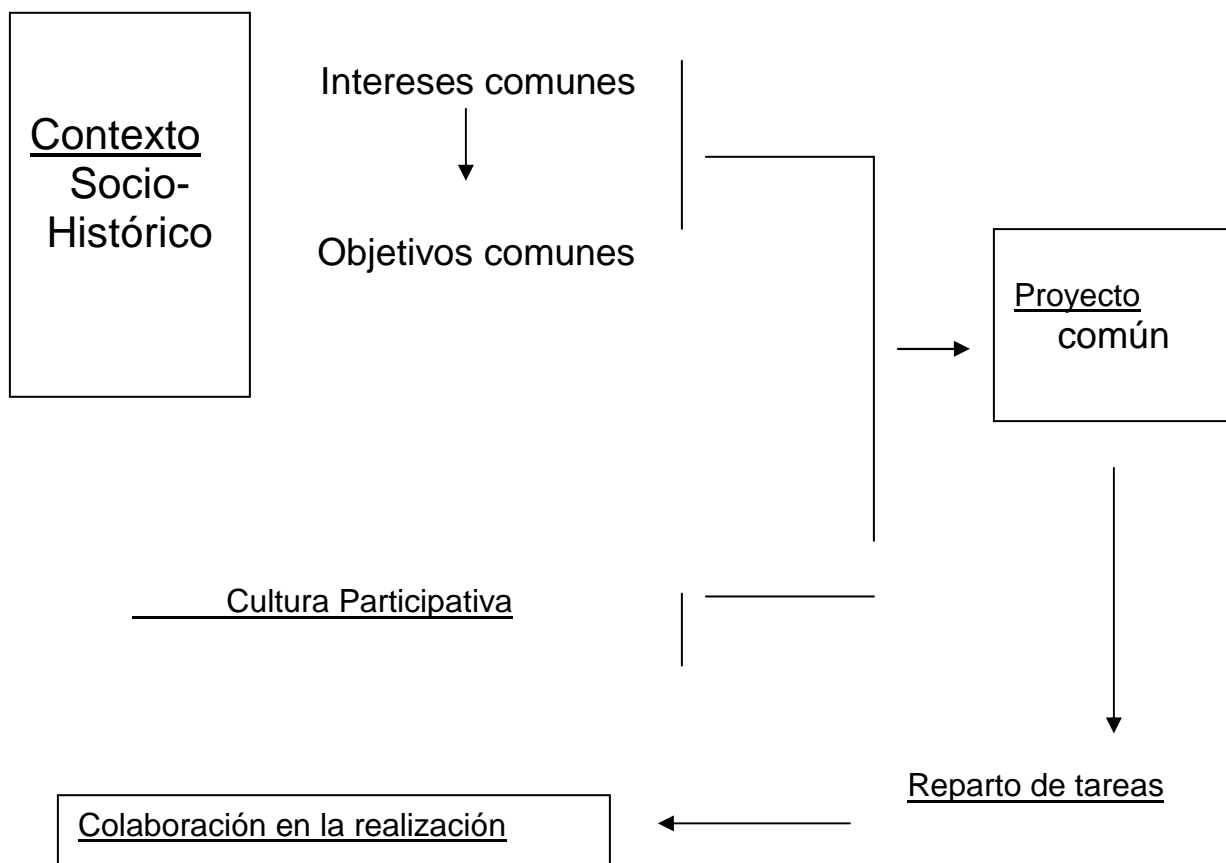 Contexto
Socio-
Histórico
Intereses comunes
Objetivos comunes
Proyecto
común
Cultura Participativa
Reparto de tareas
Colaboración en la realización